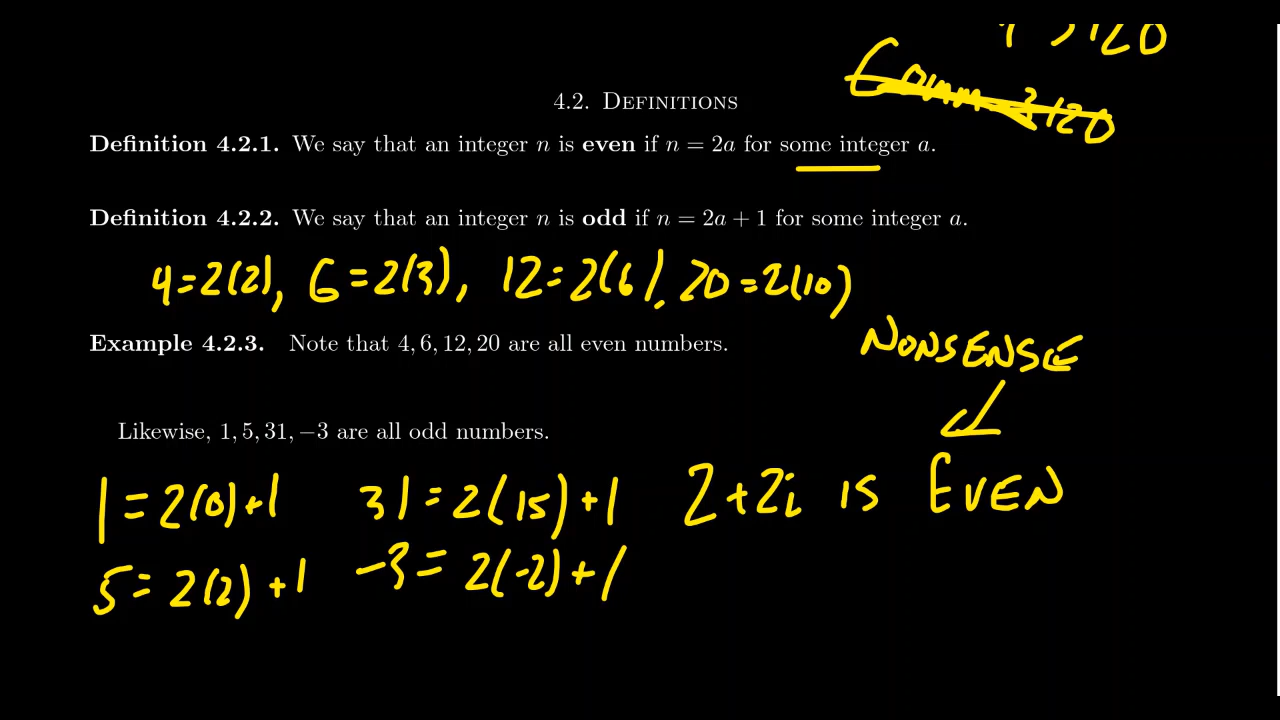 3120
Comm 3120
4.2. Definitions
Definition 4.2.1. We say that an integer n is even if n = 2a for some integer a.
Definition 4.2.2. We say that an integer n is odd if n = 2a + 1 for some integer a.
4=2(2), 6=2(3), 12=2(6), 20=2(10)
Example 4.2.3. Note that 4, 6, 12, 20 are all even numbers.
NONSENSE
Likewise, 1, 5, 31, −3 are all odd numbers.
1=2(0)+1 31=2(15)+1 2+2i IS EVEN
5=2(2)+1 -3=2(-2)+1